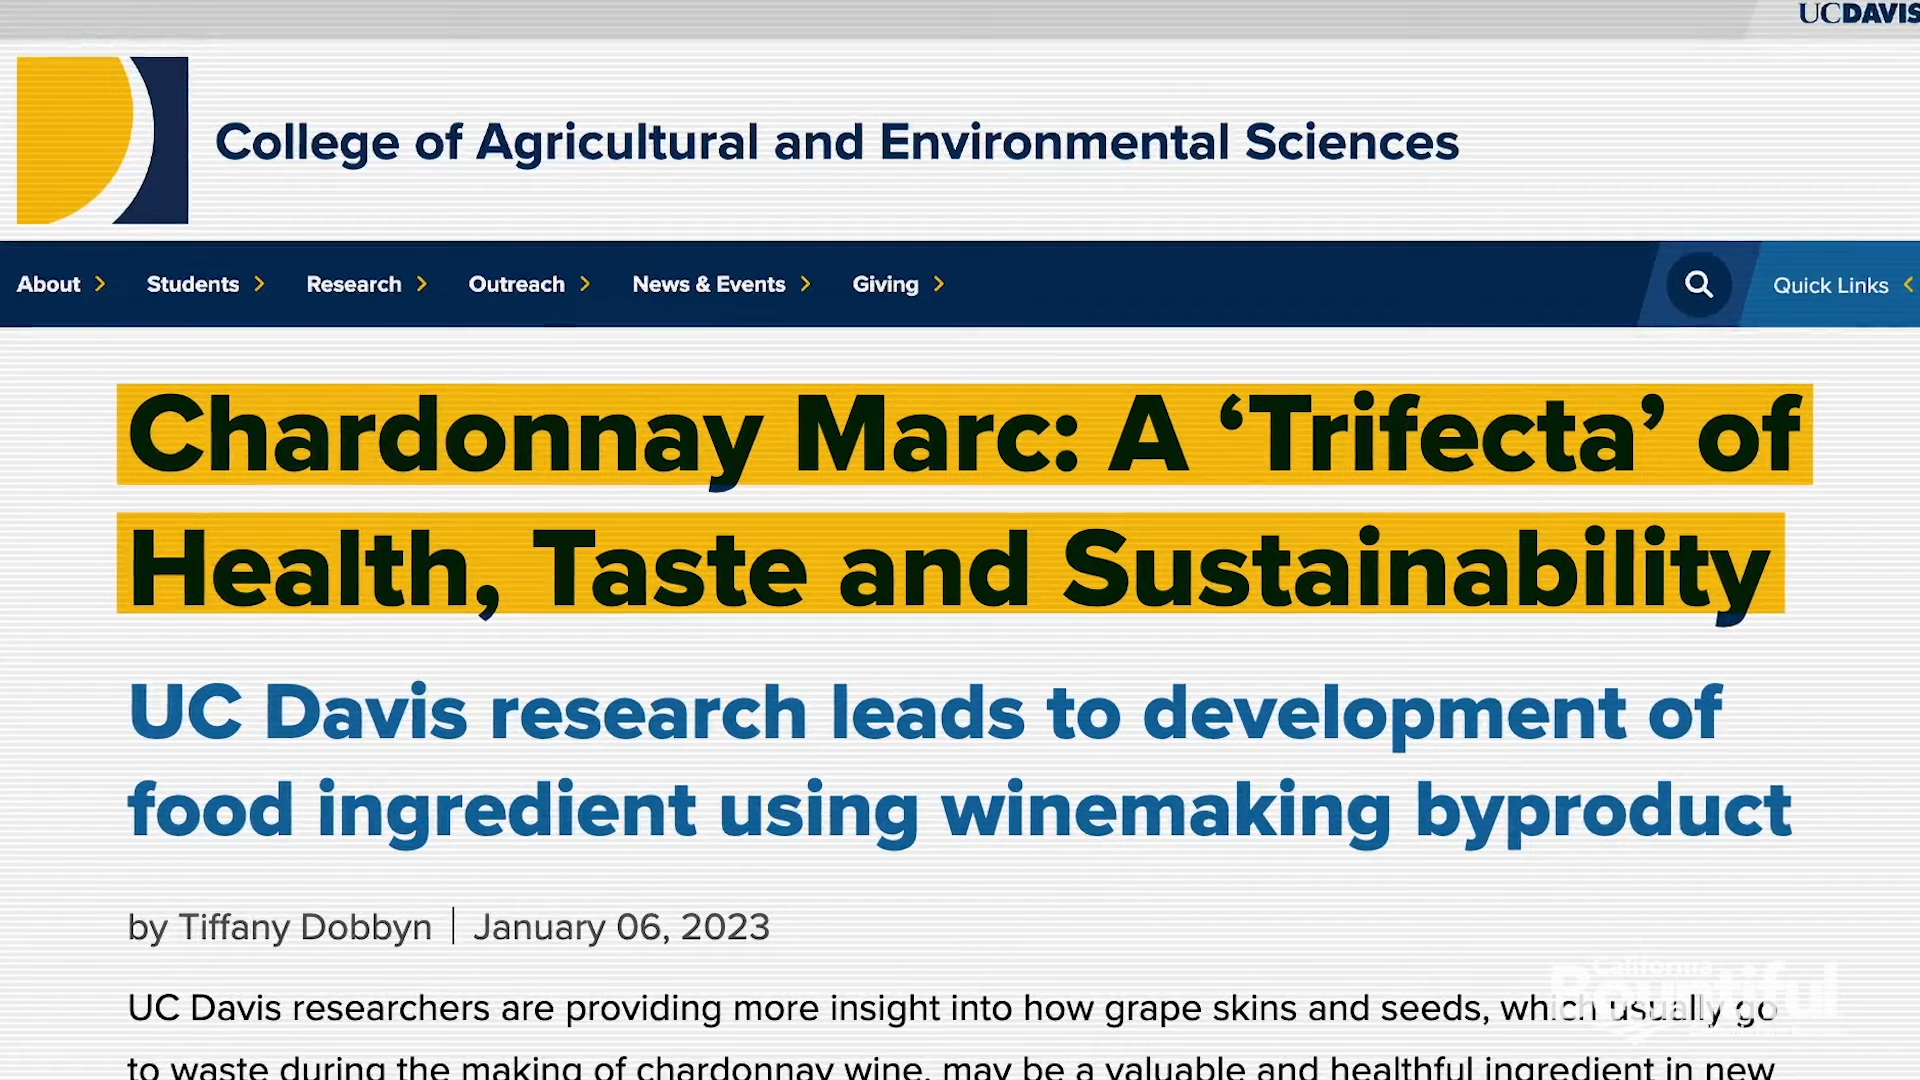 UCDAVIS
College of Agricultural and Environmental Sciences
About Students Research Outreach News & Events Giving Quick Links
Chardonnay Marc: A ‘Trifecta’ of
Health, Taste and Sustainability
UC Davis research leads to development of
food ingredient using winemaking byproduct
by Tiffany Dobbyn | January 06, 2023
UC Davis researchers are providing more insight into how grape skins and seeds, which usually go
to waste during the making of chardonnay wine, may be a valuable and healthful ingredient in new
California
Bountiful